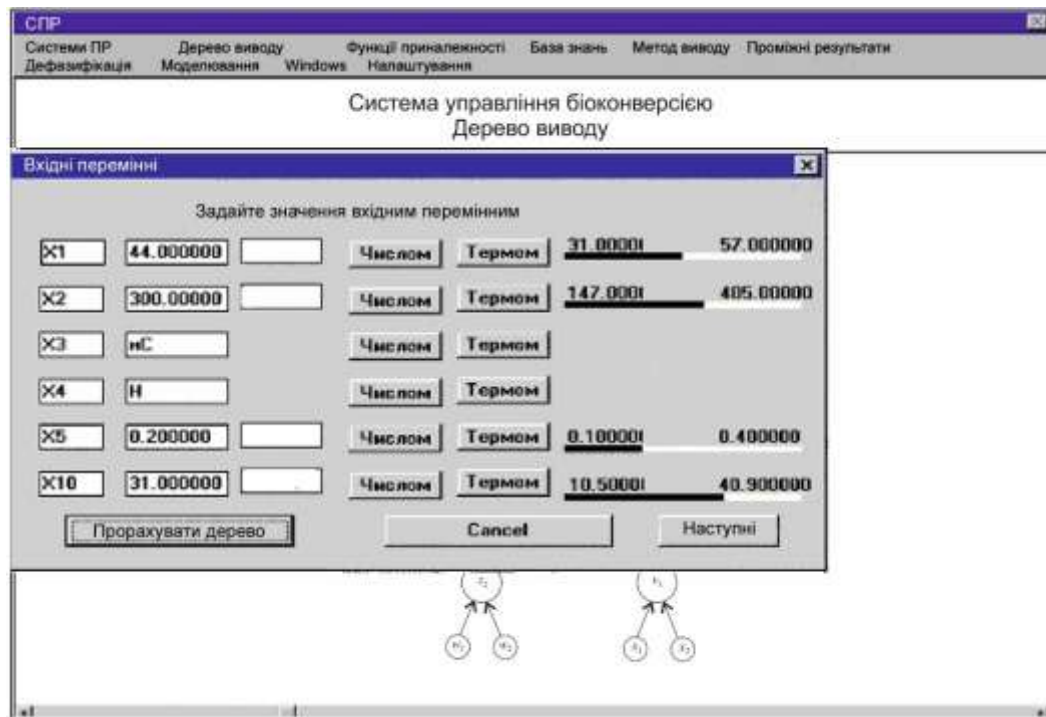 СПР
Системи ПР Дерево виводу Функції приналежності База знань Метод виводу Проміжні результати
Дефазифікація Моделювання Windows Налаштування
Система управління біоконверсією
Дерево виводу
Вхідні перемінні
Задайте значення вхідним перемінним
X1 44.000000 Числом Термом 31.0000 57.000000
X2 300.00000 Числом Термом 147.000 405.00000
X3 нС Числом Термом
X4 Н Числом Термом
X5 0.200000 Числом Термом 0.10000 0.400000
X10 31.000000 Числом Термом 10.5000 40.900000
Прорахувати дерево Cancel Наступні